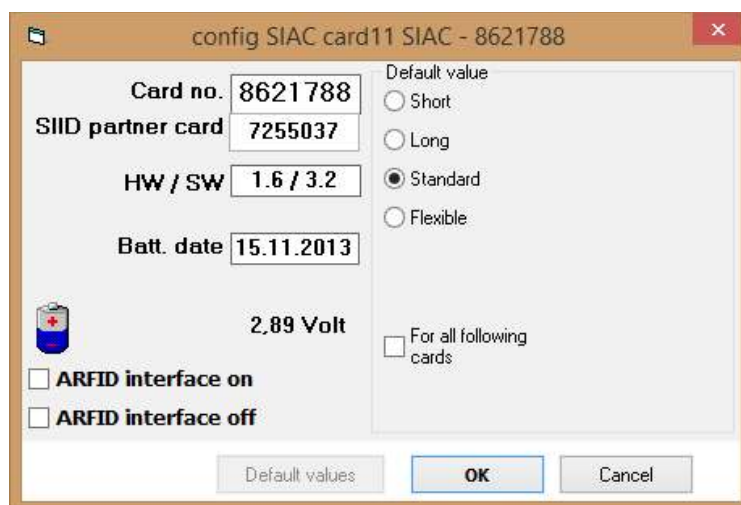 config SIAC card11 SIAC - 8621788
Card no. 8621788
SIID partner card 7255037
HW / SW 1.6 / 3.2
Batt. date 15.11.2013
2,89 Volt
ARFID interface on
ARFID interface off
Default value
Short
Long
Standard
Flexible
For all following
cards
Default values OK Cancel